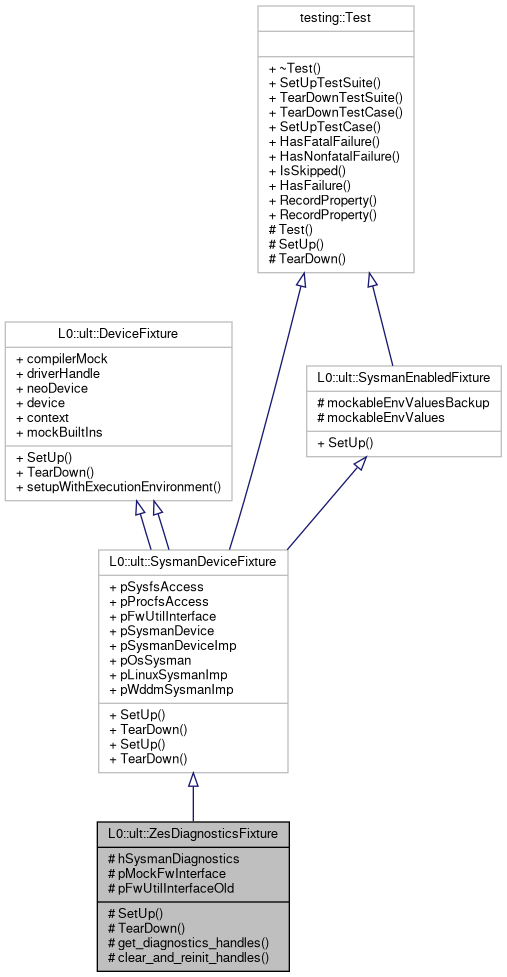 testing::Test
+ ~Test()
+ SetUpTestSuite()
+ TearDownTestSuite()
+ TearDownTestCase()
+ SetUpTestCase()
+ HasFatalFailure()
+ HasNonfatalFailure()
+ IsSkipped()
+ HasFailure()
+ RecordProperty()
+ RecordProperty()
# Test()
# SetUp()
# TearDown()
L0::ult::DeviceFixture
+ compilerMock
+ driverHandle
+ neoDevice
+ device
+ context
+ mockBuiltIns
+ SetUp()
+ TearDown()
+ setupWithExecutionEnvironment()
L0::ult::SysmanEnabledFixture
# mockableEnvValuesBackup
# mockableEnvValues
+ SetUp()
L0::ult::SysmanDeviceFixture
+ pSysfsAccess
+ pProcfsAccess
+ pFwUtilInterface
+ pSysmanDevice
+ pSysmanDeviceImp
+ pOsSysman
+ pLinuxSysmanImp
+ pWddmSysmanImp
+ SetUp()
+ TearDown()
+ SetUp()
+ TearDown()
L0::ult::ZesDiagnosticsFixture
# hSysmanDiagnostics
# pMockFwInterface
# pFwUtilInterfaceOld
# SetUp()
# TearDown()
# get_diagnostics_handles()
# clear_and_reinit_handles()